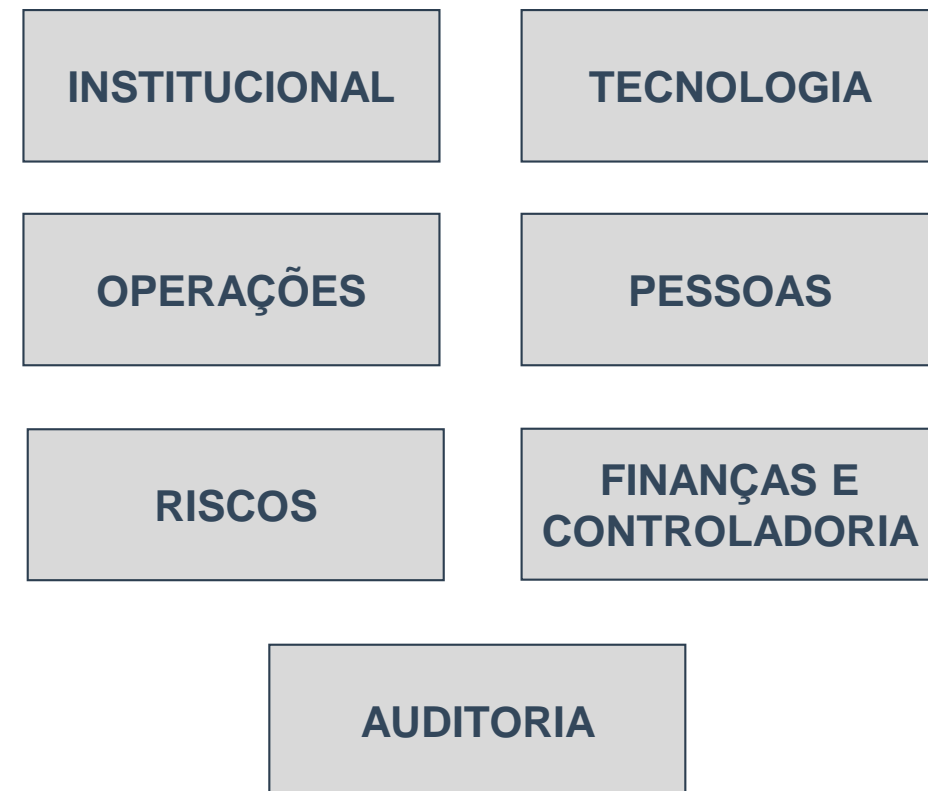 INSTITUCIONAL
TECNOLOGIA
OPERAÇÕES
PESSOAS
RISCOS
FINANÇAS E
CONTROLADORIA
AUDITORIA